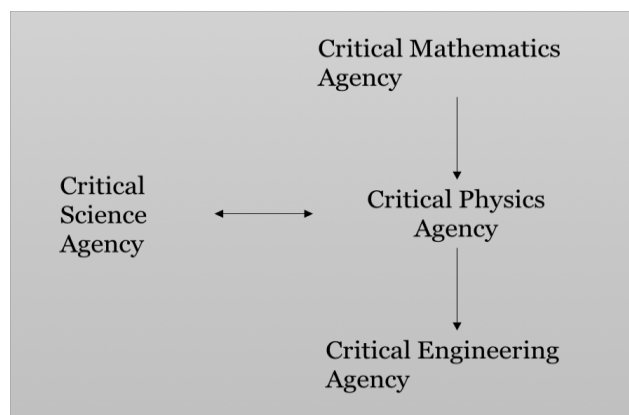 Critical Mathematics
Agency
Critical
Science
Agency
Critical Physics
Agency
Critical Engineering
Agency